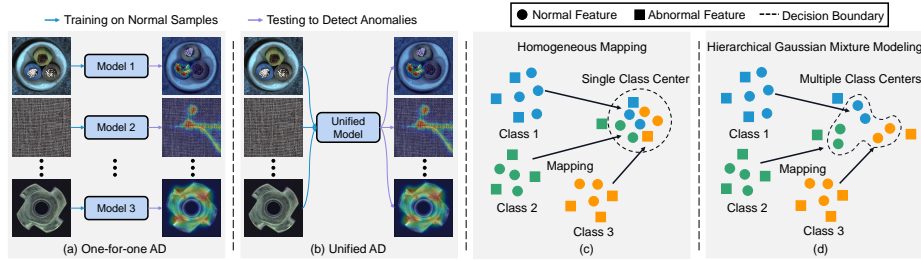 Training on Normal Samples
Testing to Detect Anomalies
Model 1
Model 2
Model 3
(a) One-for-one AD
Unified
Model
(b) Unified AD
Normal Feature
Abnormal Feature
Decision Boundary
Homogeneous Mapping
Single Class Center
Class 1
Mapping
Class 2
Class 3
(c)
Hierarchical Gaussian Mixture Modeling
Multiple Class Centers
Class 1
Mapping
Class 2
Class 3
(d)